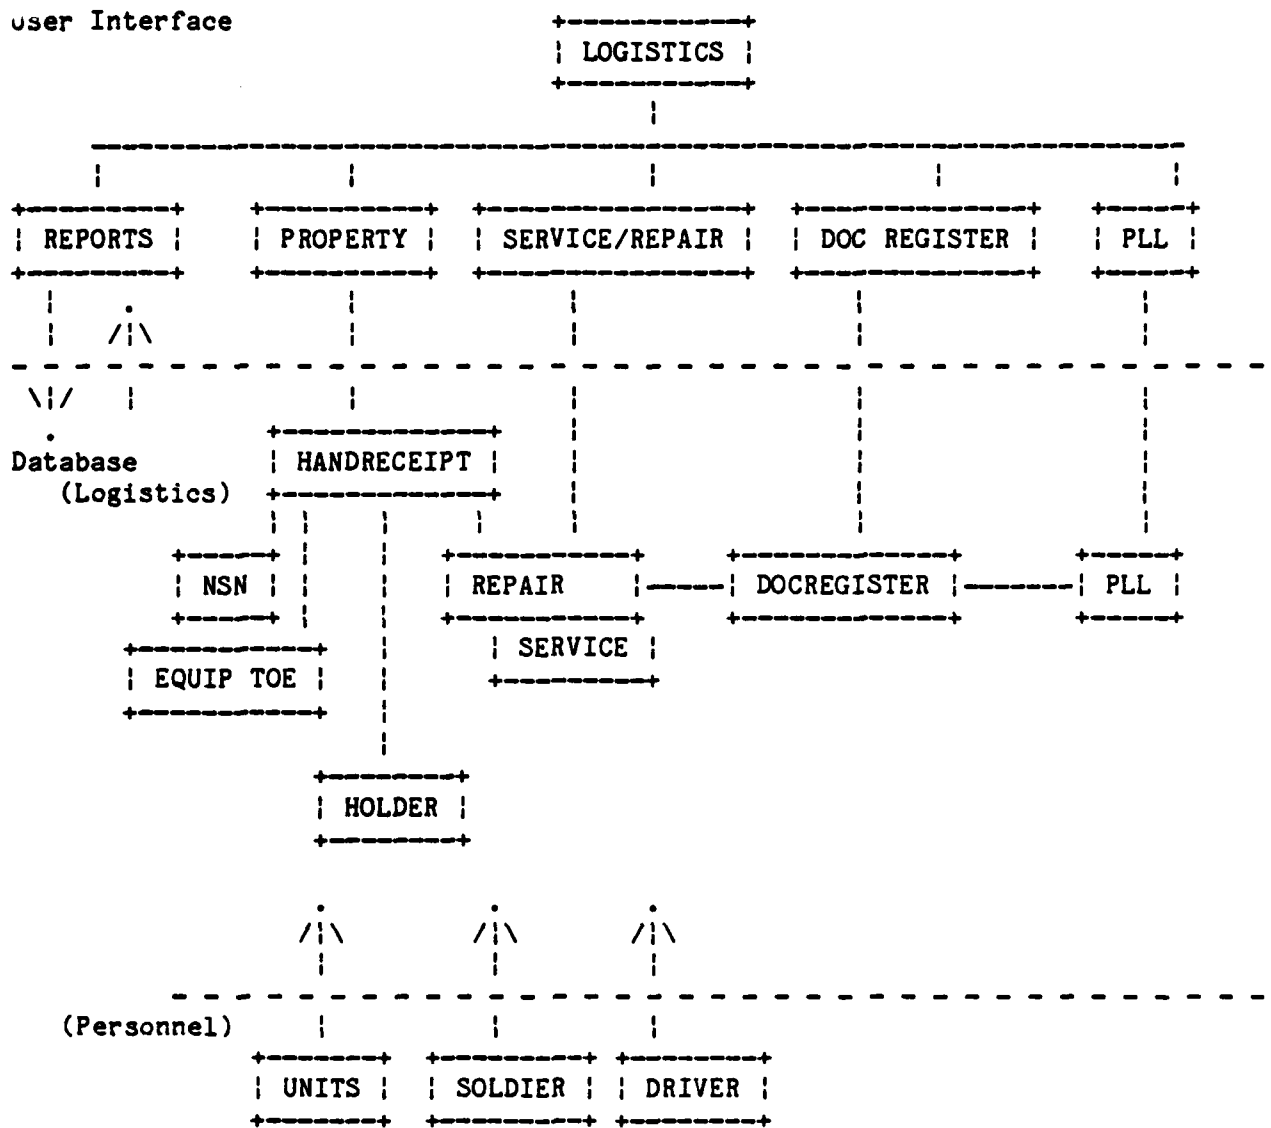 User Interface
LOGISTICS
REPORTS PROPERTY SERVICE/REPAIR DOC REGISTER PLL
Database
HANDRECEIPT
(Logistics)
NSN REPAIR DOCREGISTER PLL
SERVICE
EQUIP TOE
HOLDER
(Personnel)
UNITS SOLDIER DRIVER